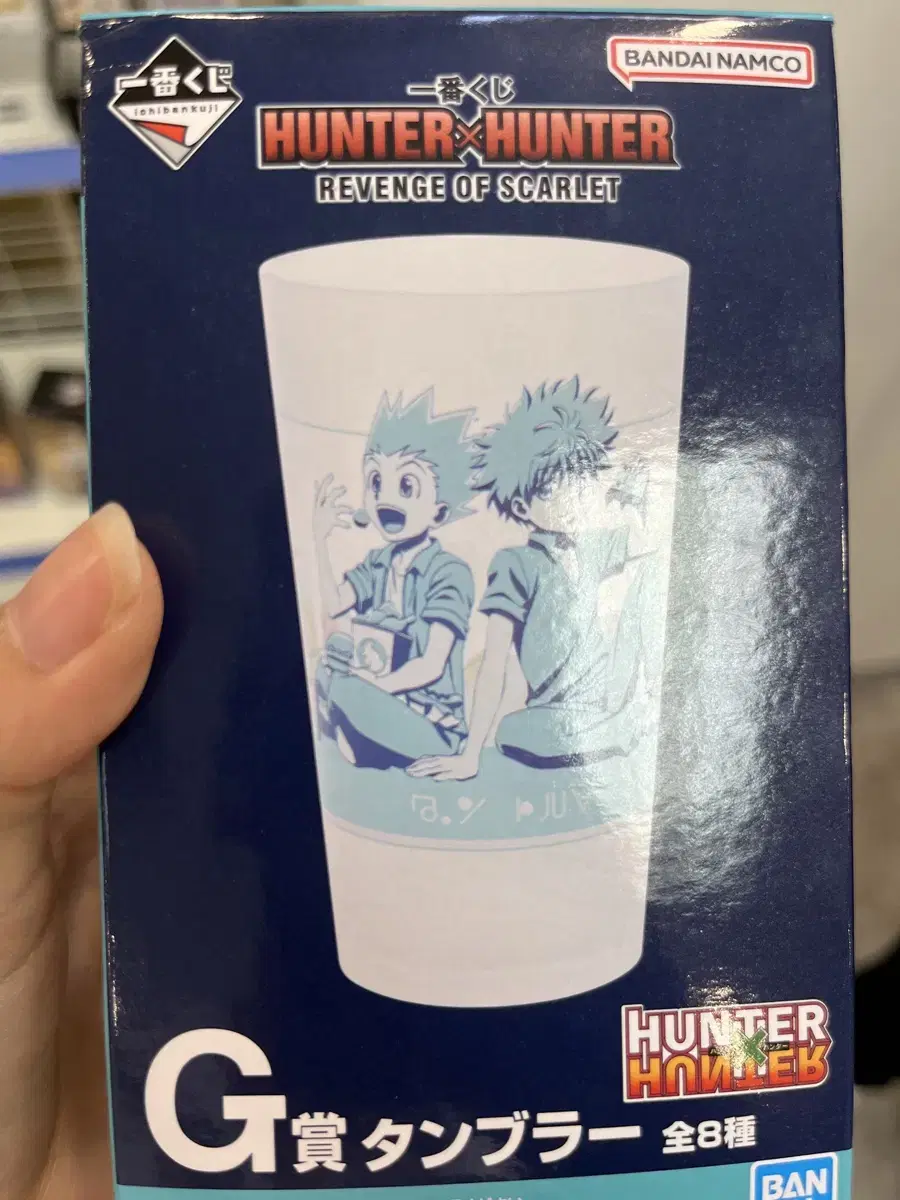 一番くじ
ichibankuji
BANDAI NAMCO
一番くじ
HUNTER×HUNTER
REVENGE OF SCARLET
HUNTER
HUNTER
G賞 タンブラー 全8種
BAN